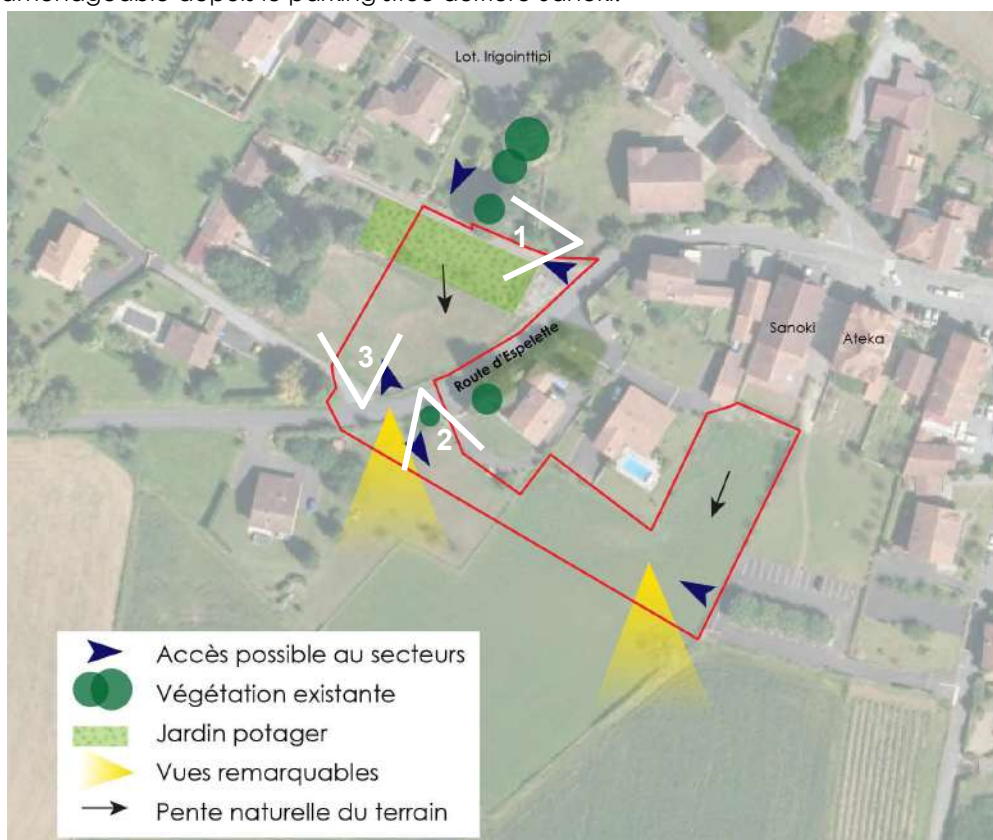 aménageable depuis le parking situé derrière Sanoki.
Lot. Irigointtipi
1
Sanoki
Ateka
Route d'Espelette
3
2
Accès possible au secteurs
Végétation existante
Jardin potager
Vues remarquables
Pente naturelle du terrain